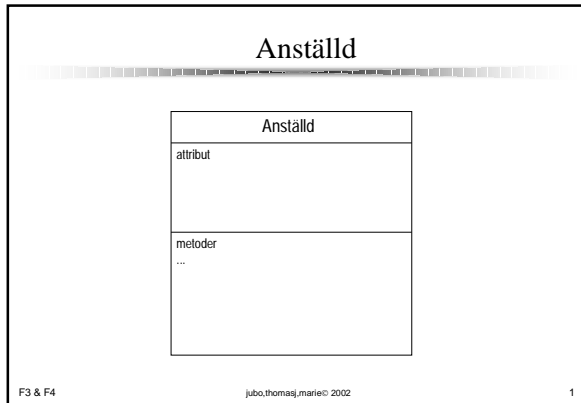 Anställd
Anställd
attribut
metoder
...
F3 & F4 jubo,thomasj,marie© 2002 1